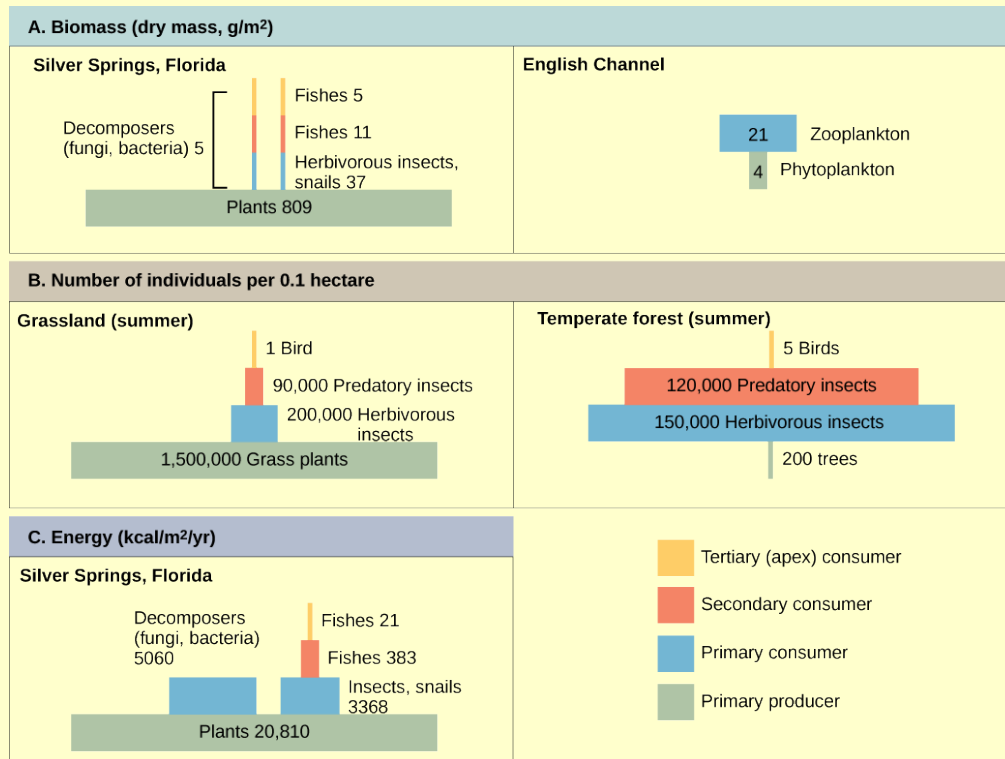 A. Biomass (dry mass, g/m²)
Silver Springs, Florida
Fishes 5
Decomposers
(fungi, bacteria) 5
Fishes 11
Herbivorous insects,
snails 37
Plants 809
English Channel
21 Zooplankton
4 Phytoplankton
B. Number of individuals per 0.1 hectare
Grassland (summer)
1 Bird
90,000 Predatory insects
200,000 Herbivorous
insects
1,500,000 Grass plants
Temperate forest (summer)
5 Birds
120,000 Predatory insects
150,000 Herbivorous insects
200 trees
C. Energy (kcal/m²/yr)
Silver Springs, Florida
Decomposers
(fungi, bacteria)
5060
Fishes 21
Fishes 383
Insects, snails
3368
Plants 20,810
Tertiary (apex) consumer
Secondary consumer
Primary consumer
Primary producer